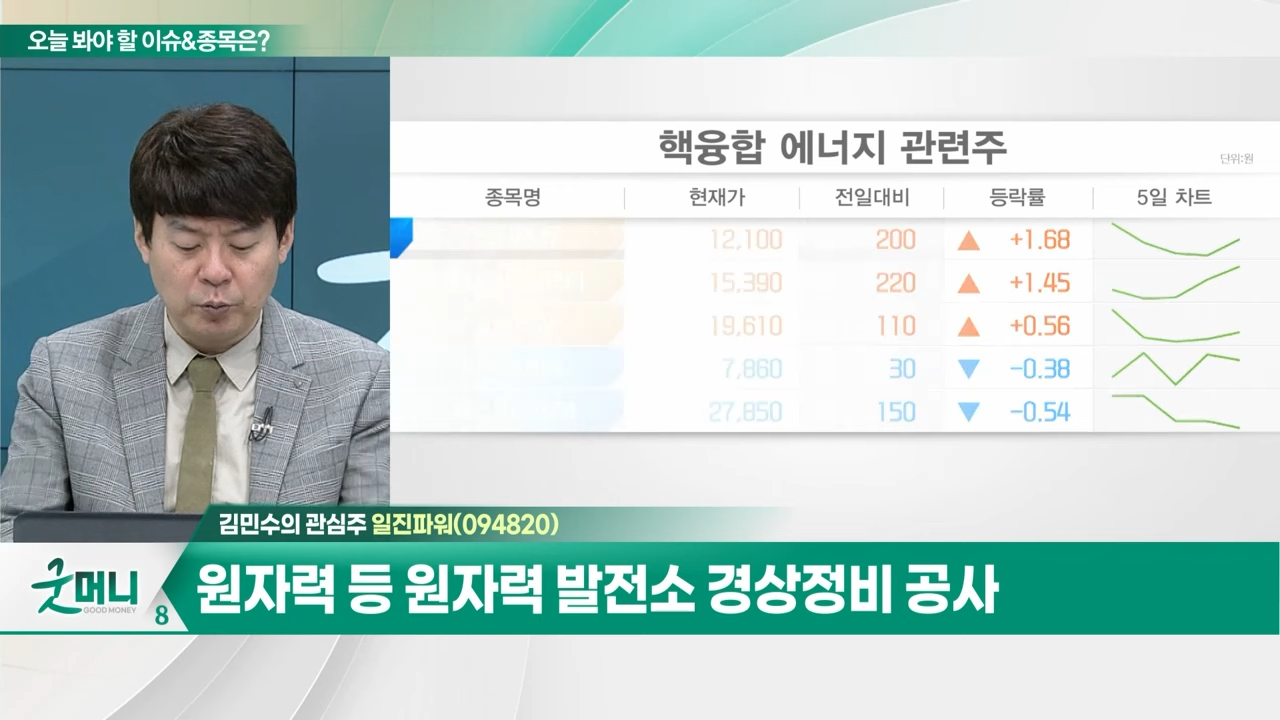 오늘 봐야 할 이슈&종목은?
핵융합 에너지 관련주
단위:원
종목명 현재가 전일대비 등락률 5일 차트
12,100 200 ▲ +1.68
15,390 220 ▲ +1.45
19,610 110 ▲ +0.56
7,860 30 ▼ -0.38
27,850 150 ▼ -0.54
김민수의 관심주 일진파워(094820)
원자력 등 원자력 발전소 경상정비 공사
굿머니
GOOD MONEY
8